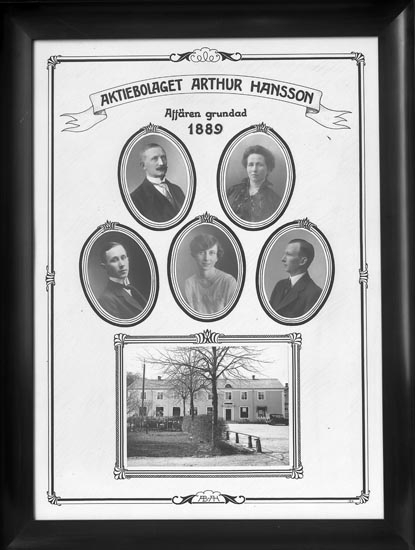 AKTIEBOLAGET ARTHUR HANSSON
Affären grundad
1889